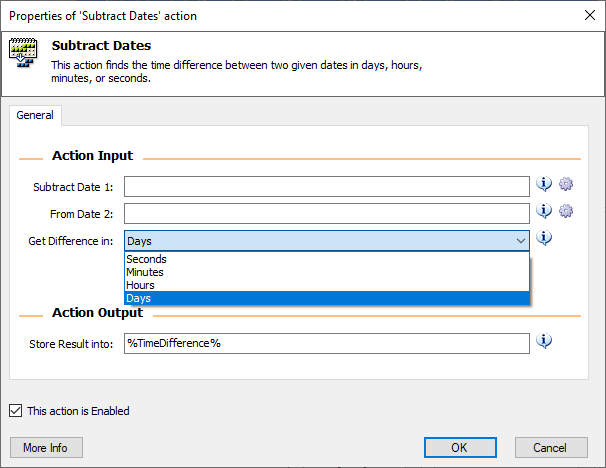 Properties of 'Subtract Dates' action
Subtract Dates
This action finds the time difference between two given dates in days, hours,
minutes, or seconds.
General
Action Input
Subtract Date 1:
From Date 2:
Get Difference in: Days
Seconds
Minutes
Hours
Days
Action Output
Store Result into: %TimeDifference%
This action is Enabled
More Info OK Cancel